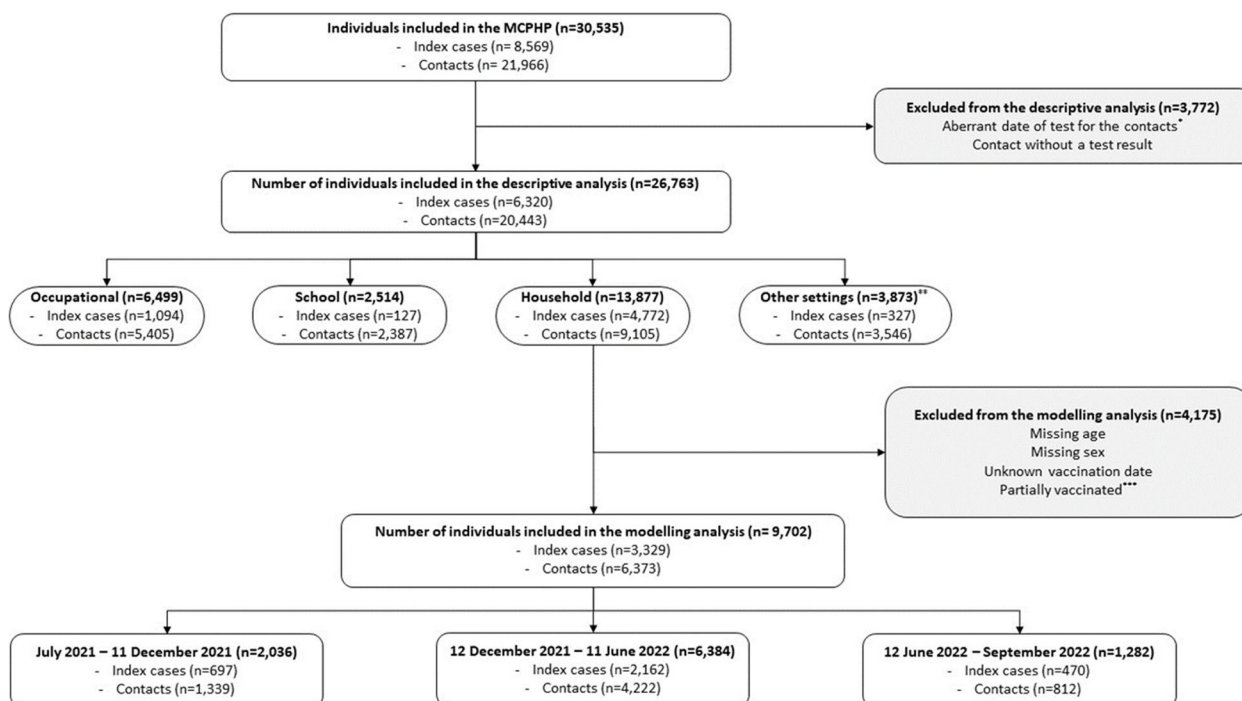 Individuals included in the MCPHP (n=30,535)
- Index cases (n= 8,569)
- Contacts (n= 21,966)
Excluded from the descriptive analysis (n=3,772)
Aberrant date of test for the contacts*
Contact without a test result
Number of individuals included in the descriptive analysis (n=26,763)
- Index cases (n=6,320)
- Contacts (n=20,443)
Occupational (n=6,499)
- Index cases (n=1,094)
- Contacts (n=5,405)
School (n=2,514)
- Index cases (n=127)
- Contacts (n=2,387)
Household (n=13,877)
- Index cases (n=4,772)
- Contacts (n=9,105)
Other settings (n=3,873)**
- Index cases (n=327)
- Contacts (n=3,546)
Excluded from the modelling analysis (n=4,175)
Missing age
Missing sex
Unknown vaccination date
Partially vaccinated***
Number of individuals included in the modelling analysis (n= 9,702)
- Index cases (n=3,329)
- Contacts (n=6,373)
July 2021 – 11 December 2021 (n=2,036)
- Index cases (n=697)
- Contacts (n=1,339)
12 December 2021 – 11 June 2022 (n=6,384)
- Index cases (n=2,162)
- Contacts (n=4,222)
12 June 2022 – September 2022 (n=1,282)
- Index cases (n=470)
- Contacts (n=812)